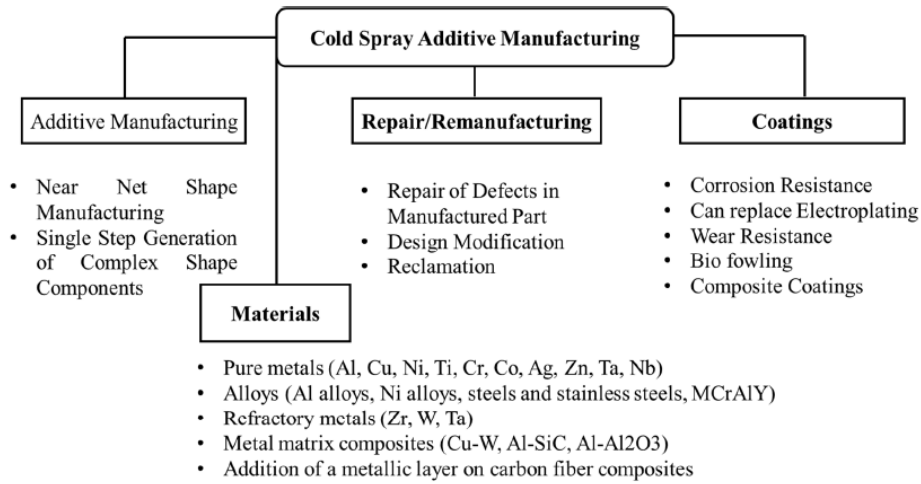 Cold Spray Additive Manufacturing
Additive Manufacturing
• Near Net Shape
Manufacturing
• Single Step Generation
of Complex Shape
Components
Repair/Remanufacturing
• Repair of Defects in
Manufactured Part
• Design Modification
• Reclamation
Coatings
• Corrosion Resistance
• Can replace Electroplating
• Wear Resistance
• Bio fowling
• Composite Coatings
Materials
• Pure metals (Al, Cu, Ni, Ti, Cr, Co, Ag, Zn, Ta, Nb)
• Alloys (Al alloys, Ni alloys, steels and stainless steels, MCrAlY)
• Refractory metals (Zr, W, Ta)
• Metal matrix composites (Cu-W, Al-SiC, Al-Al2O3)
• Addition of a metallic layer on carbon fiber composites